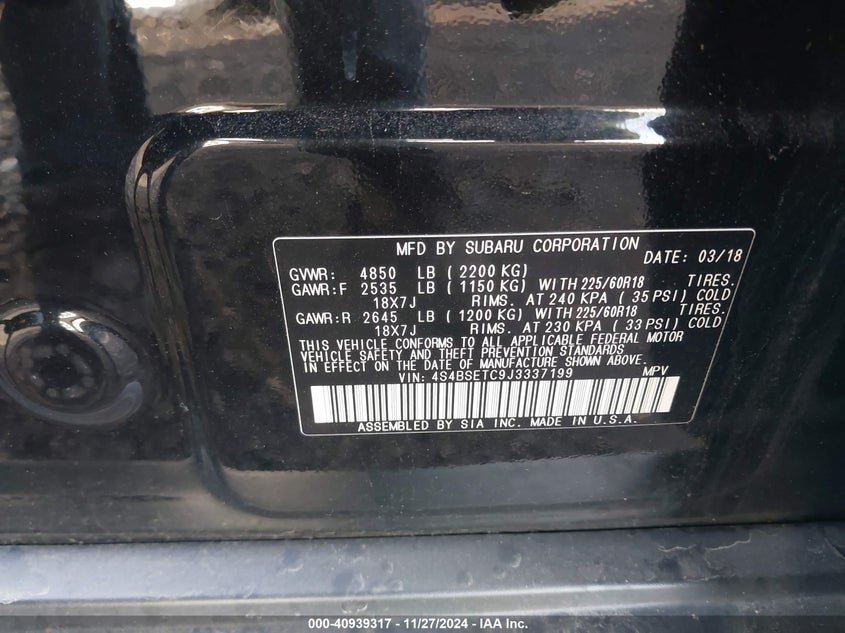 MFD BY SUBARU CORPORATION
DATE: 03/18
GVWR: 4850 LB (2200 KG)
GAWR:F 2535 LB (1150 KG) WITH 225/60R18 TIRES.
18X7J RIMS. AT 240 KPA (35 PSI) COLD
GAWR:R 2645 LB (1200 KG) WITH 225/60R18 TIRES.
18X7J RIMS. AT 230 KPA (33 PSI) COLD
THIS VEHICLE CONFORMS TO ALL APPLICABLE FEDERAL MOTOR
VEHICLE SAFETY AND THEFT PREVENTION STANDARDS
IN EFFECT ON THE DATE OF MANUFACTURE SHOWN ABOVE.
VIN: 4S4BSETC9J3337199 MPV
ASSEMBLED BY SIA INC. MADE IN U.S.A.
000-40939317 - 11/27/2024 - IAA Inc.